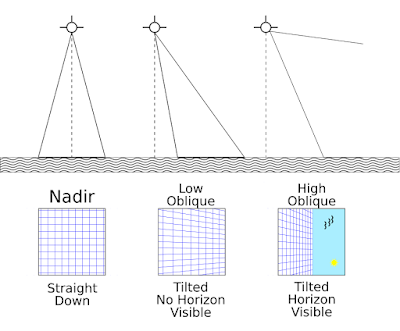 Nadir
Low
Oblique
High
Oblique
Straight
Down
Tilted
No Horizon
Visible
Tilted
Horizon
Visible